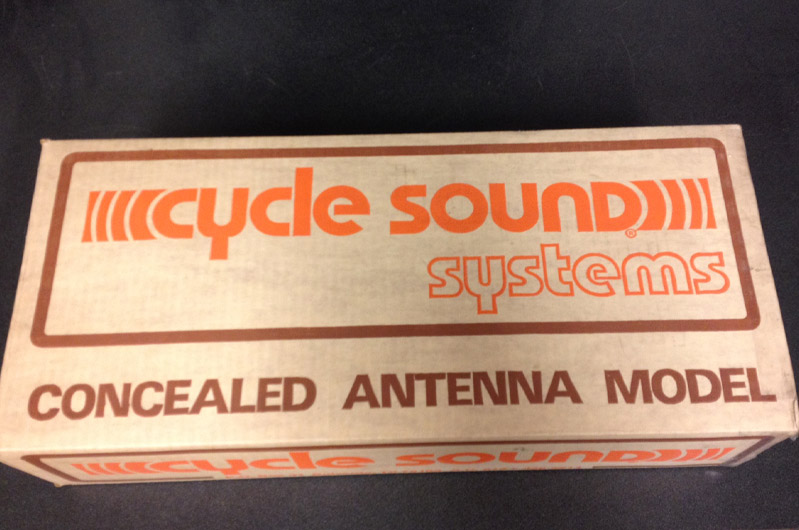 cycle sound®
systems
CONCEALED ANTENNA MODEL
cycle sound